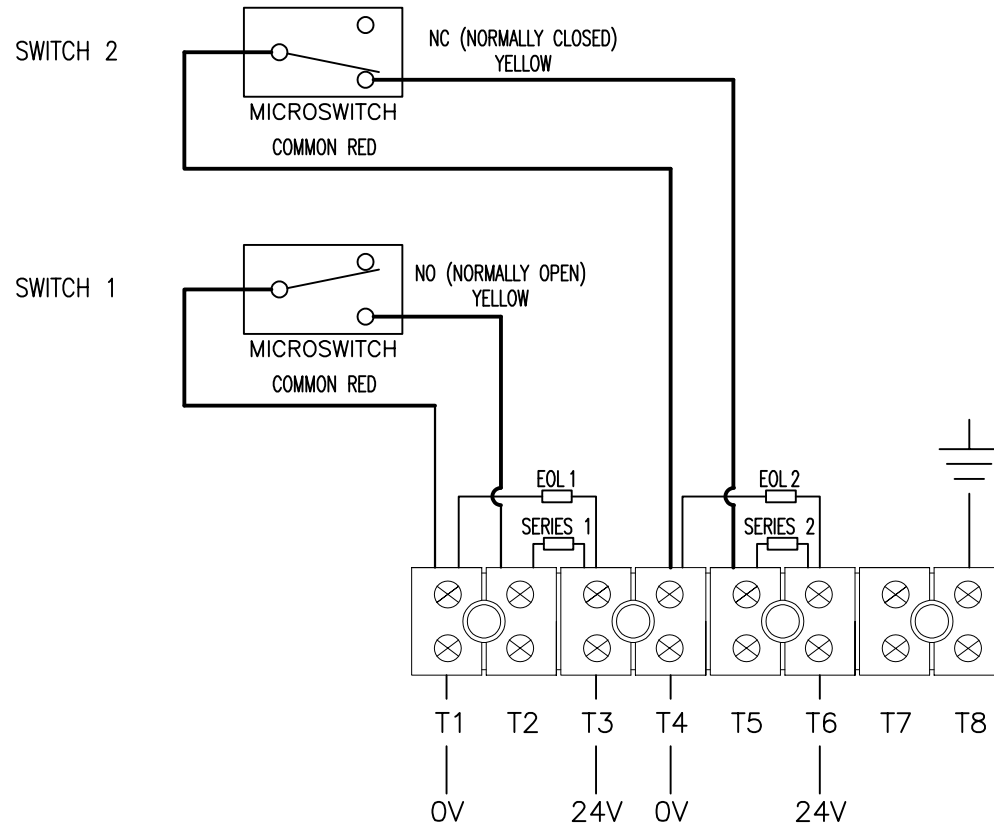 SWITCH 2
NC (NORMALLY CLOSED)
YELLOW
MICROSWITCH
COMMON RED
SWITCH 1
NO (NORMALLY OPEN)
YELLOW
MICROSWITCH
COMMON RED
EOL 1
EOL 2
SERIES 1
SERIES 2
T1 T2 T3 T4 T5 T6 T7 T8
0V 24V 0V 24V